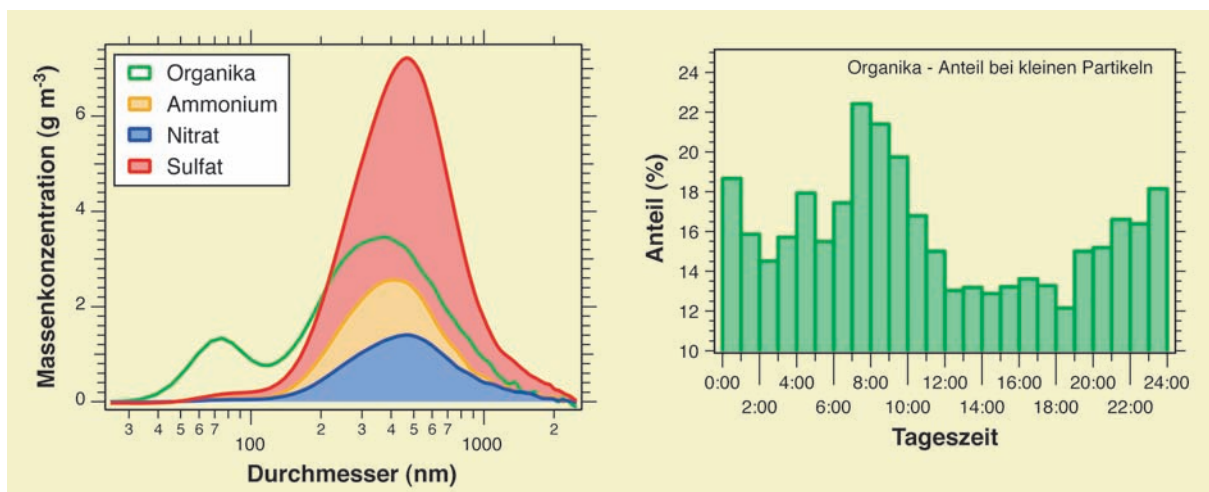 Massenkonzentration (g m⁻³)
6
4
2
0
Organika
Ammonium
Nitrat
Sulfat
3 4 5 6 7 100 2 3 4 5 6 7 1000 2
Durchmesser (nm)
Organika - Anteil bei kleinen Partikeln
Anteil (%)
24
22
20
18
16
14
12
10
0:00 4:00 8:00 12:00 16:00 20:00 24:00
2:00 6:00 10:00 14:00 18:00 22:00
Tageszeit